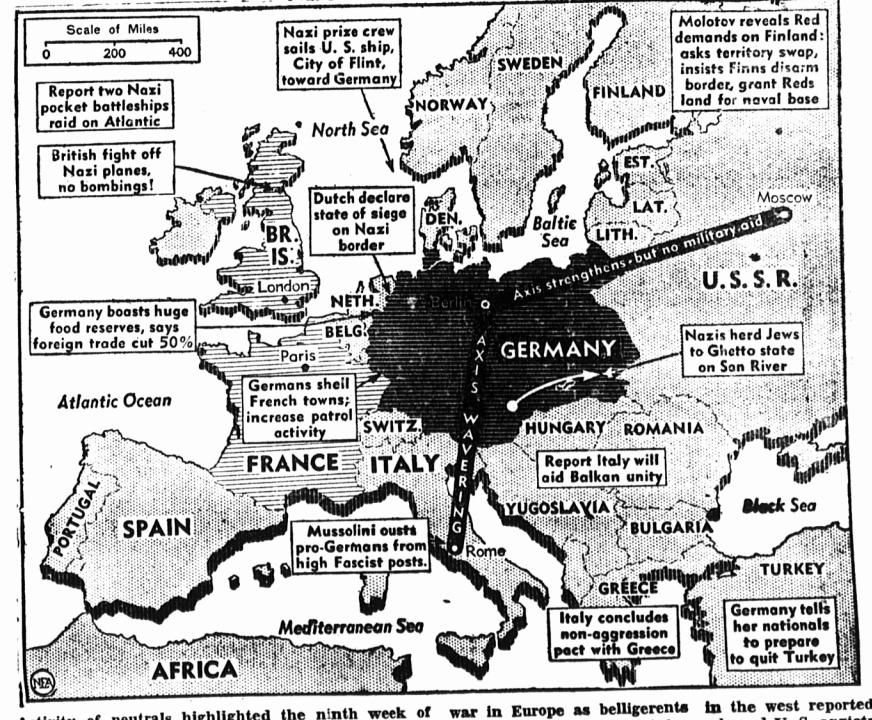 Scale of Miles
0 200 400
Nazi prize crew
sails U. S. ship,
City of Flint,
toward Germany
Molotov reveals Red
demands on Finland:
asks territory swap,
insists Finns disarm
border, grant Reds
land for naval base
Report two Nazi
pocket battleships
raid on Atlantic
SWEDEN
NORWAY
FINLAND
North Sea
British fight off
Nazi planes,
no bombings!
Dutch declare
state of siege
on Nazi
border
DEN.
Baltic
Sea
EST.
LAT.
LITH.
Moscow
BR.
IS.
London
U.S.S.R.
Axis strengthens-but no military aid
NETH.
Berlin
BELG.
Germany boasts huge
food reserves, says
foreign trade cut 50%
Paris
GERMANY
AXIS WAVERING
Nazis herd Jews
to Ghetto state
on San River
Germans shell
French towns;
increase patrol
activity
Atlantic Ocean
SWITZ.
HUNGARY
ROMANIA
FRANCE
ITALY
Report Italy will
aid Balkan unity
PORTUGAL
SPAIN
YUGOSLAVIA
Black Sea
BULGARIA
Mussolini ousts
pro-Germans from
high Fascist posts.
Rome
TURKEY
GREECE
Italy concludes
non-aggression
pact with Greece
Germany tells
her nationals
to prepare
to quit Turkey
Mediterranean Sea
AFRICA
NEA
Activity of neutrals highlighted the ninth week of war in Europe as belligerents in the west reported